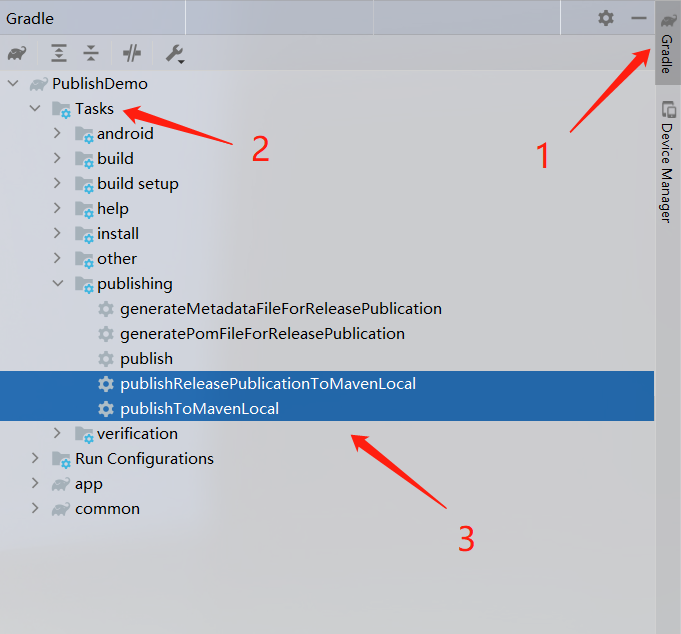 Gradle
PublishDemo
Tasks
android
build
build setup
help
install
other
publishing
generateMetadataFileForReleasePublication
generatePomFileForReleasePublication
publish
publishReleasePublicationToMavenLocal
publishToMavenLocal
verification
Run Configurations
app
common
Gradle
Device Manager
1
2
3